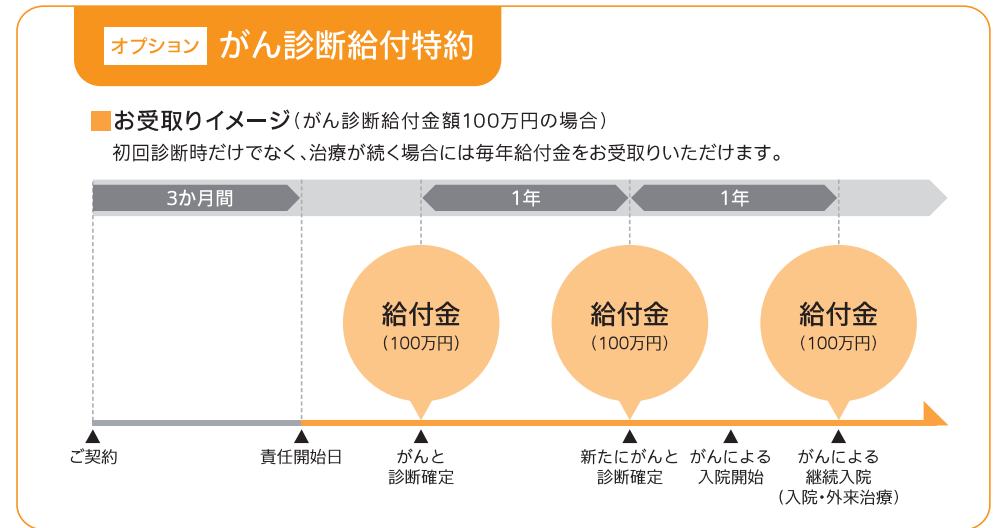 オプション がん診断給付特約
■お受取りイメージ(がん診断給付金額100万円の場合)
初回診断時だけでなく、治療が続く場合には毎年給付金をお受取りいただけます。
3か月間 1年 1年
給付金 給付金 給付金
(100万円) (100万円) (100万円)
ご契約 責任開始日 がんと 新たにがんと がんによる がんによる
診断確定 診断確定 入院開始 継続入院
(入院・外来治療)